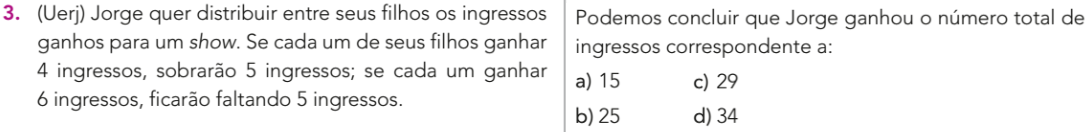 3. (Uerj) Jorge quer distribuir entre seus filhos os ingressos
ganhos para um show. Se cada um de seus filhos ganhar
4 ingressos, sobrarão 5 ingressos; se cada um ganhar
6 ingressos, ficarão faltando 5 ingressos.
Podemos concluir que Jorge ganhou o número total de
ingressos correspondente a:
a) 15 c) 29
b) 25 d) 34